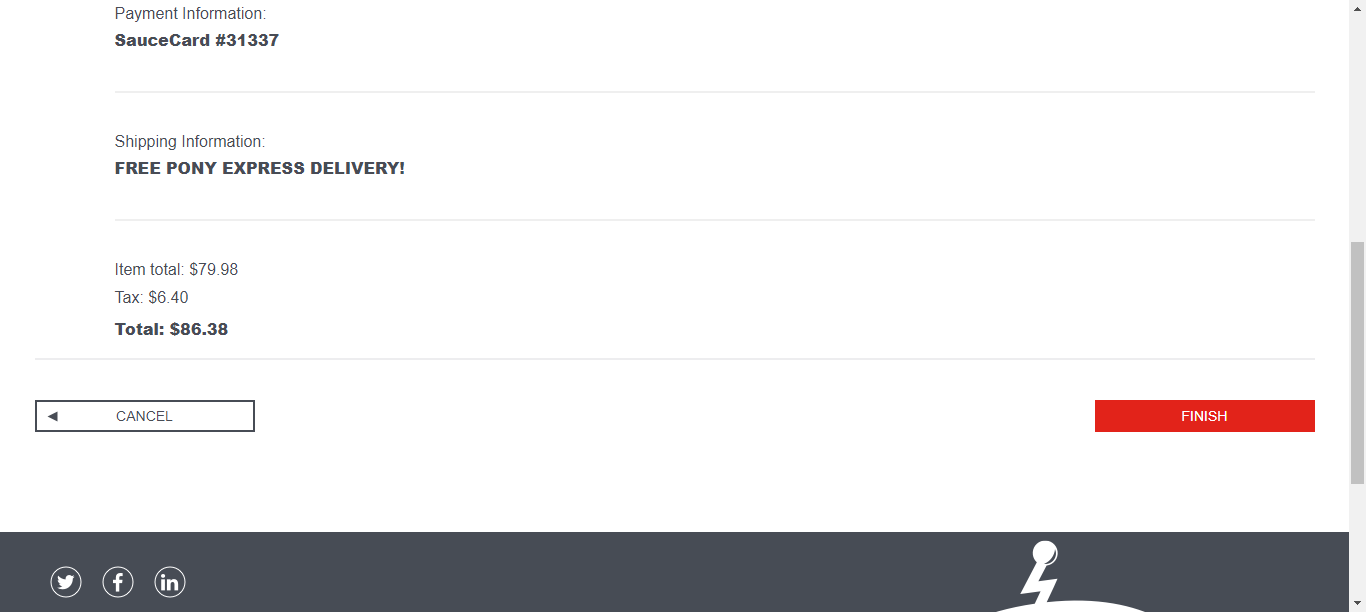 Payment Information:
SauceCard #31337
Shipping Information:
FREE PONY EXPRESS DELIVERY!
Item total: $79.98
Tax: $6.40
Total: $86.38
CANCEL
FINISH